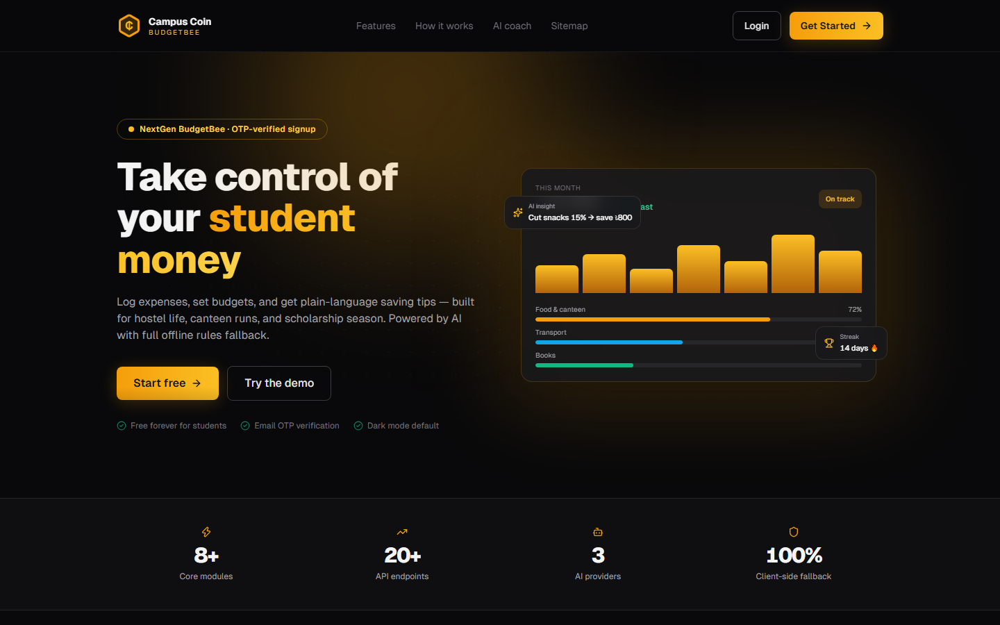 Campus Coin
BUDGETBEE
Features
How it works
AI coach
Sitemap
Login
Get Started
NextGen BudgetBee · OTP-verified signup
Take control of
your student
money
Log expenses, set budgets, and get plain-language saving tips — built
for hostel life, canteen runs, and scholarship season. Powered by AI
with full offline rules fallback.
Start free
Try the demo
Free forever for students
Email OTP verification
Dark mode default
THIS MONTH
On track
AI insight
Cut snacks 15% → save ৳800
ast
Food & canteen
72%
Transport
Books
Streak
14 days 🔥
8+
Core modules
20+
API endpoints
3
AI providers
100%
Client-side fallback